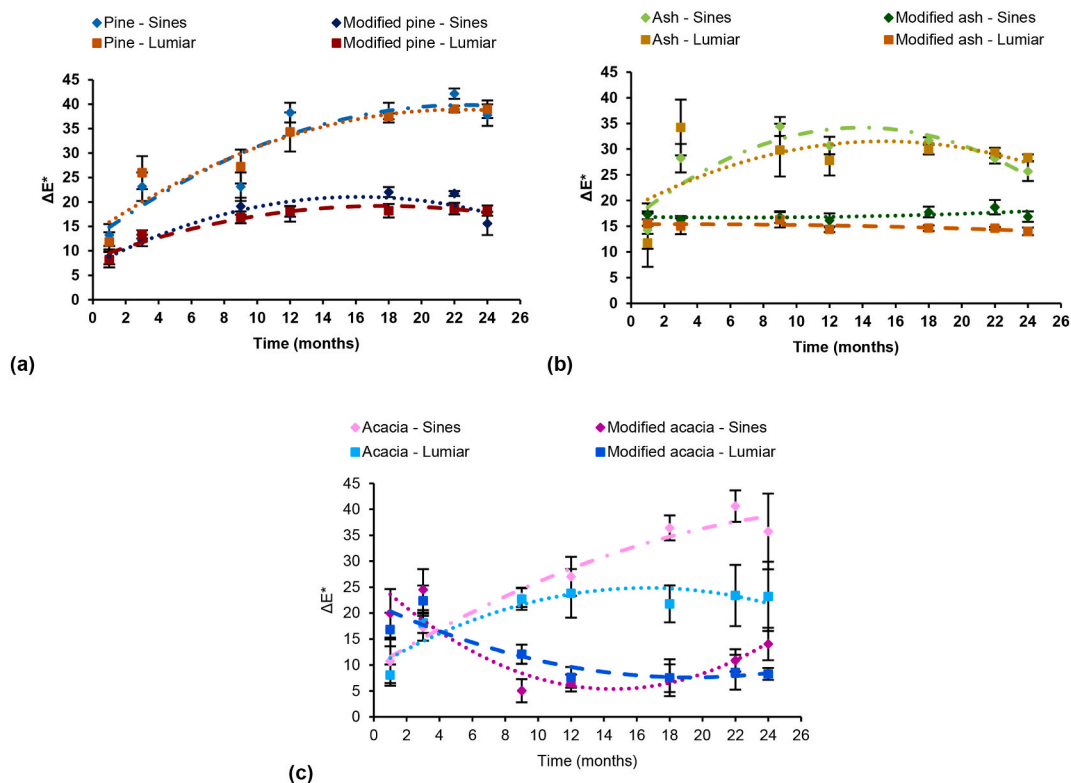 Pine - Sines Modified pine - Sines
Pine - Lumiar Modified pine - Lumiar
45
40
35
30
25
20
15
10
5
0
ΔE*
0 2 4 6 8 10 12 14 16 18 20 22 24 26
Time (months)
(a)
Ash - Sines Modified ash - Sines
Ash - Lumiar Modified ash - Lumiar
45
40
35
30
25
20
15
10
5
0
ΔE*
0 2 4 6 8 10 12 14 16 18 20 22 24 26
Time (months)
(b)
Acacia - Sines Modified acacia - Sines
Acacia - Lumiar Modified acacia - Lumiar
45
40
35
30
25
20
15
10
5
0
ΔE*
0 2 4 6 8 10 12 14 16 18 20 22 24 26
Time (months)
(c)